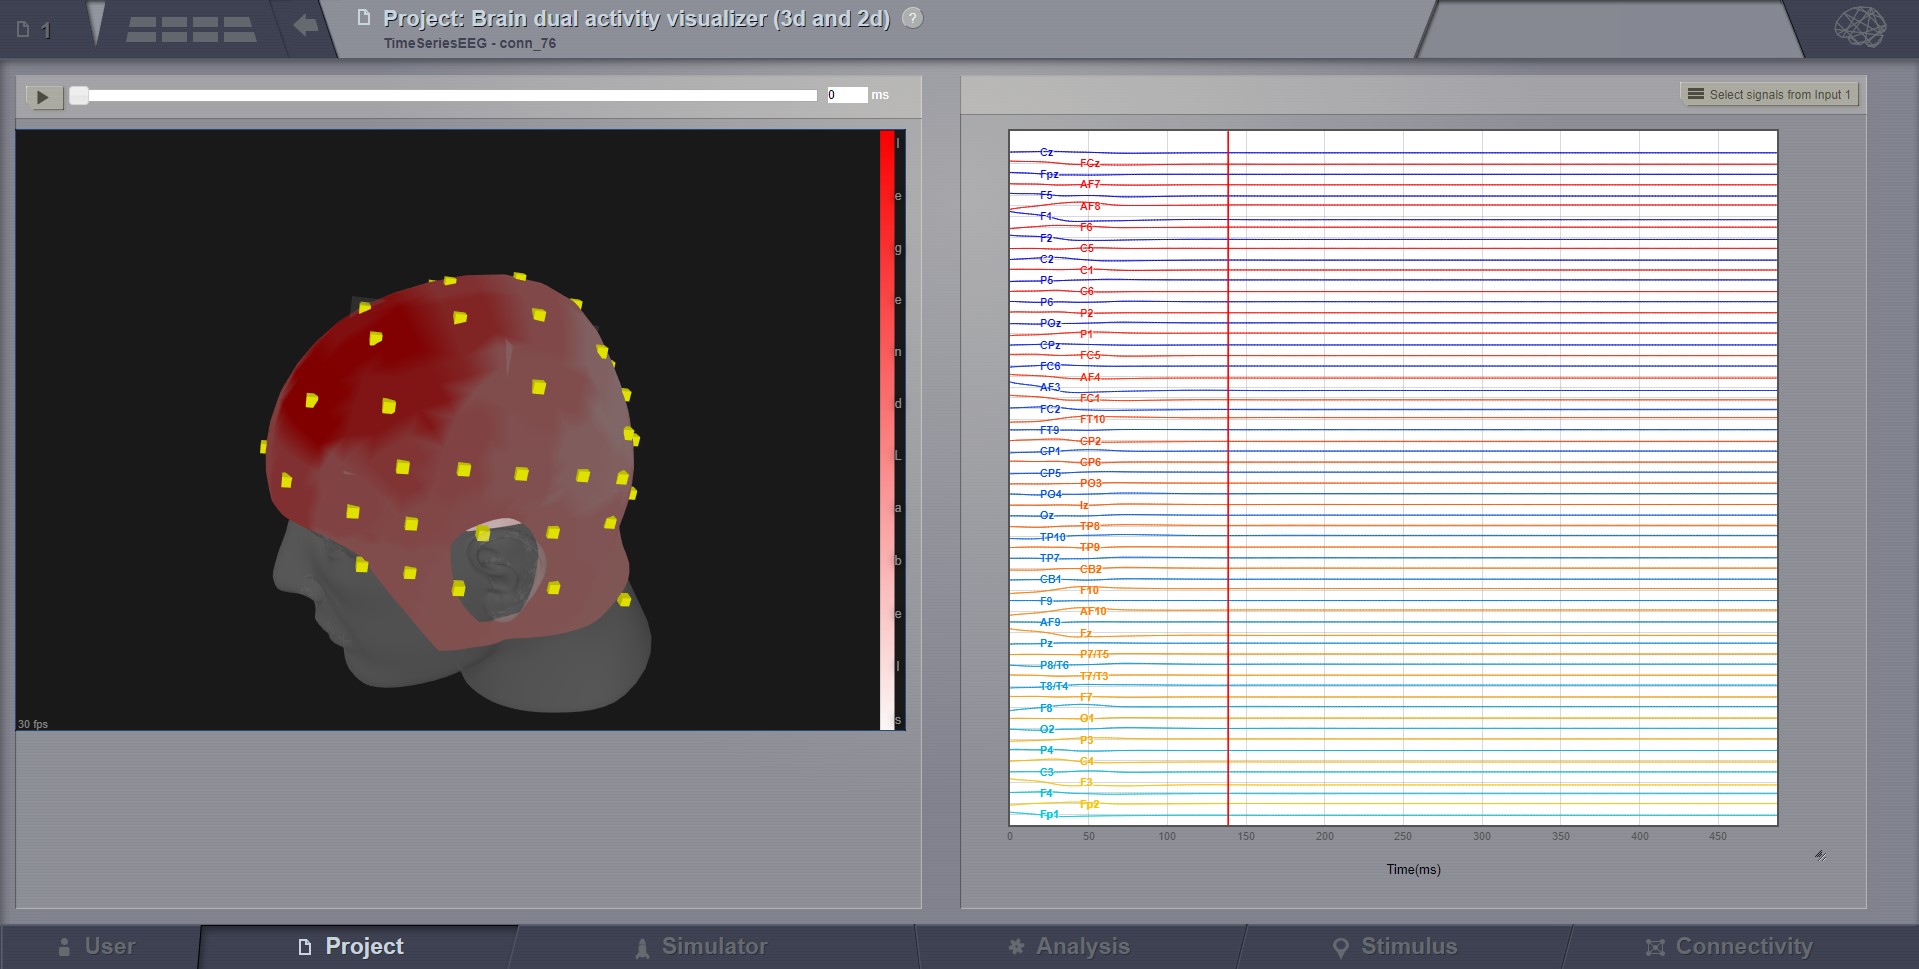 1
Project: Brain dual activity visualizer (3d and 2d) ?
TimeSeriesEEG - conn_76
0 ms
Select signals from Input 1
l
e
g
e
n
d
L
a
b
e
l
s
30 fps
Cz
FCz
Fpz
AF7
F5
AF8
F1
F6
F2
C5
C2
C1
P5
C6
P6
P2
POz
P1
CPz
FC5
FC6
AF4
AF3
FC1
FC2
FT10
FT9
CP2
CP1
CP6
CP5
PO3
PO4
Iz
Oz
TP8
TP10
TP9
TP7
CB2
CB1
F10
F9
AF10
AF9
Fz
Pz
P7/T5
P8/T6
T7/T3
T8/T4
F7
F8
O1
O2
P3
P4
C4
C3
F3
F4
Fp2
Fp1
0 50 100 150 200 250 300 350 400 450
Time(ms)
User Project Simulator Analysis Stimulus Connectivity